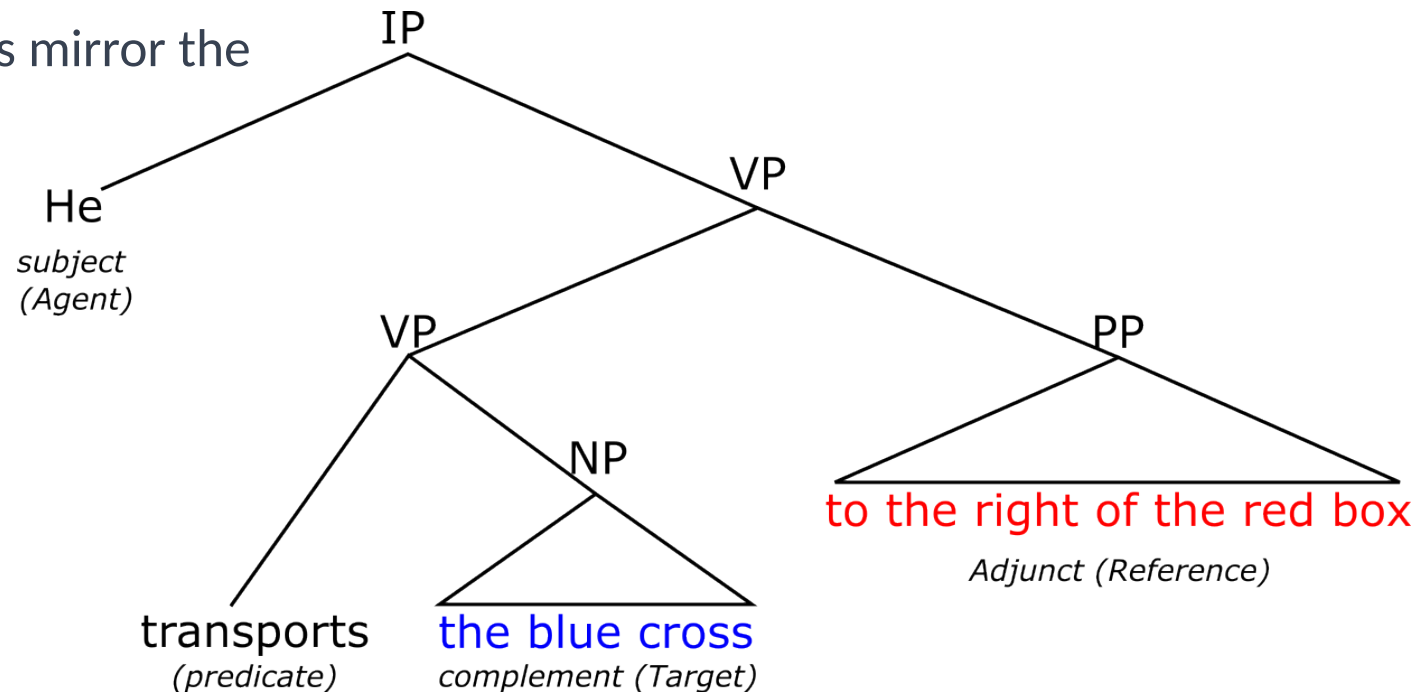 s mirror the
IP
VP
He
subject
(Agent)
VP
PP
NP
to the right of the red box
Adjunct (Reference)
transports
the blue cross
(predicate)
complement (Target)